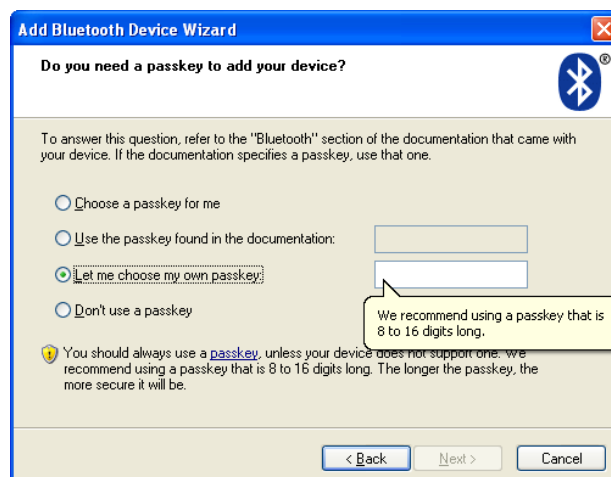 Add Bluetooth Device Wizard
Do you need a passkey to add your device?
®
To answer this question, refer to the "Bluetooth" section of the documentation that came with
your device. If the documentation specifies a passkey, use that one.
Choose a passkey for me
Use the passkey found in the documentation:
Let me choose my own passkey:
Don't use a passkey
We recommend using a passkey that is
8 to 16 digits long.
You should always use a passkey, unless your device does not support one. We
recommend using a passkey that is 8 to 16 digits long. The longer the passkey, the
more secure it will be.
< Back Next > Cancel